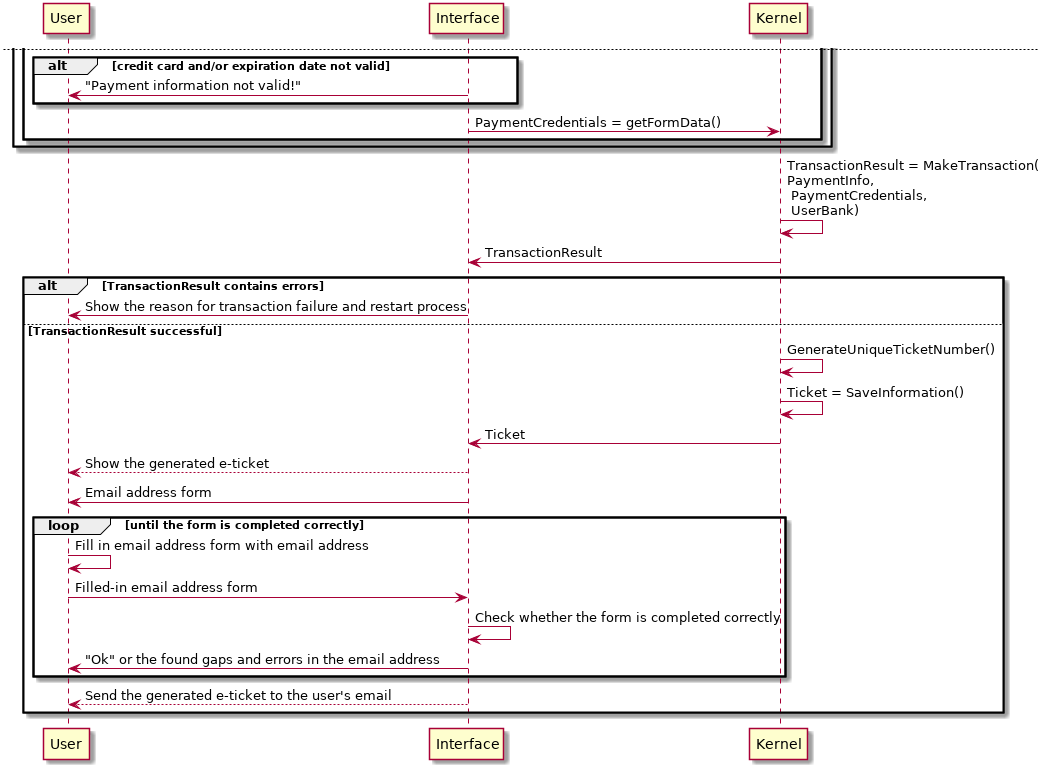 User Interface Kernel
alt [credit card and/or expiration date not valid]
"Payment information not valid!"
PaymentCredentials = getFormData()
TransactionResult = MakeTransaction(
PaymentInfo,
PaymentCredentials,
UserBank)
TransactionResult
alt [TransactionResult contains errors]
Show the reason for transaction failure and restart process
[TransactionResult successful]
GenerateUniqueTicketNumber()
Ticket = SaveInformation()
Ticket
Show the generated e-ticket
Email address form
loop [until the form is completed correctly]
Fill in email address form with email address
Filled-in email address form
Check whether the form is completed correctly
"Ok" or the found gaps and errors in the email address
Send the generated e-ticket to the user's email
User Interface Kernel